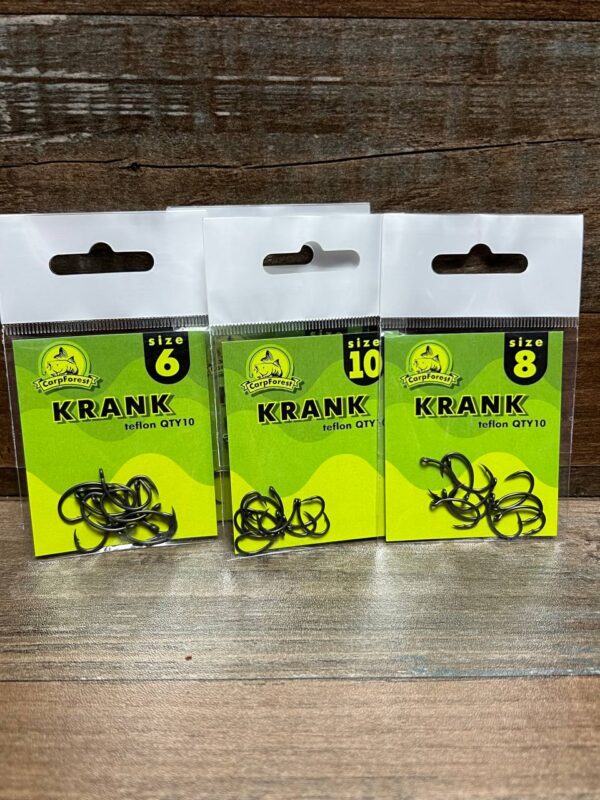 size
6
CarpForest
KRANK
teflon QTY10
size
10
CarpForest
KRANK
teflon QTY
size
8
CarpForest
KRANK
teflon QTY10